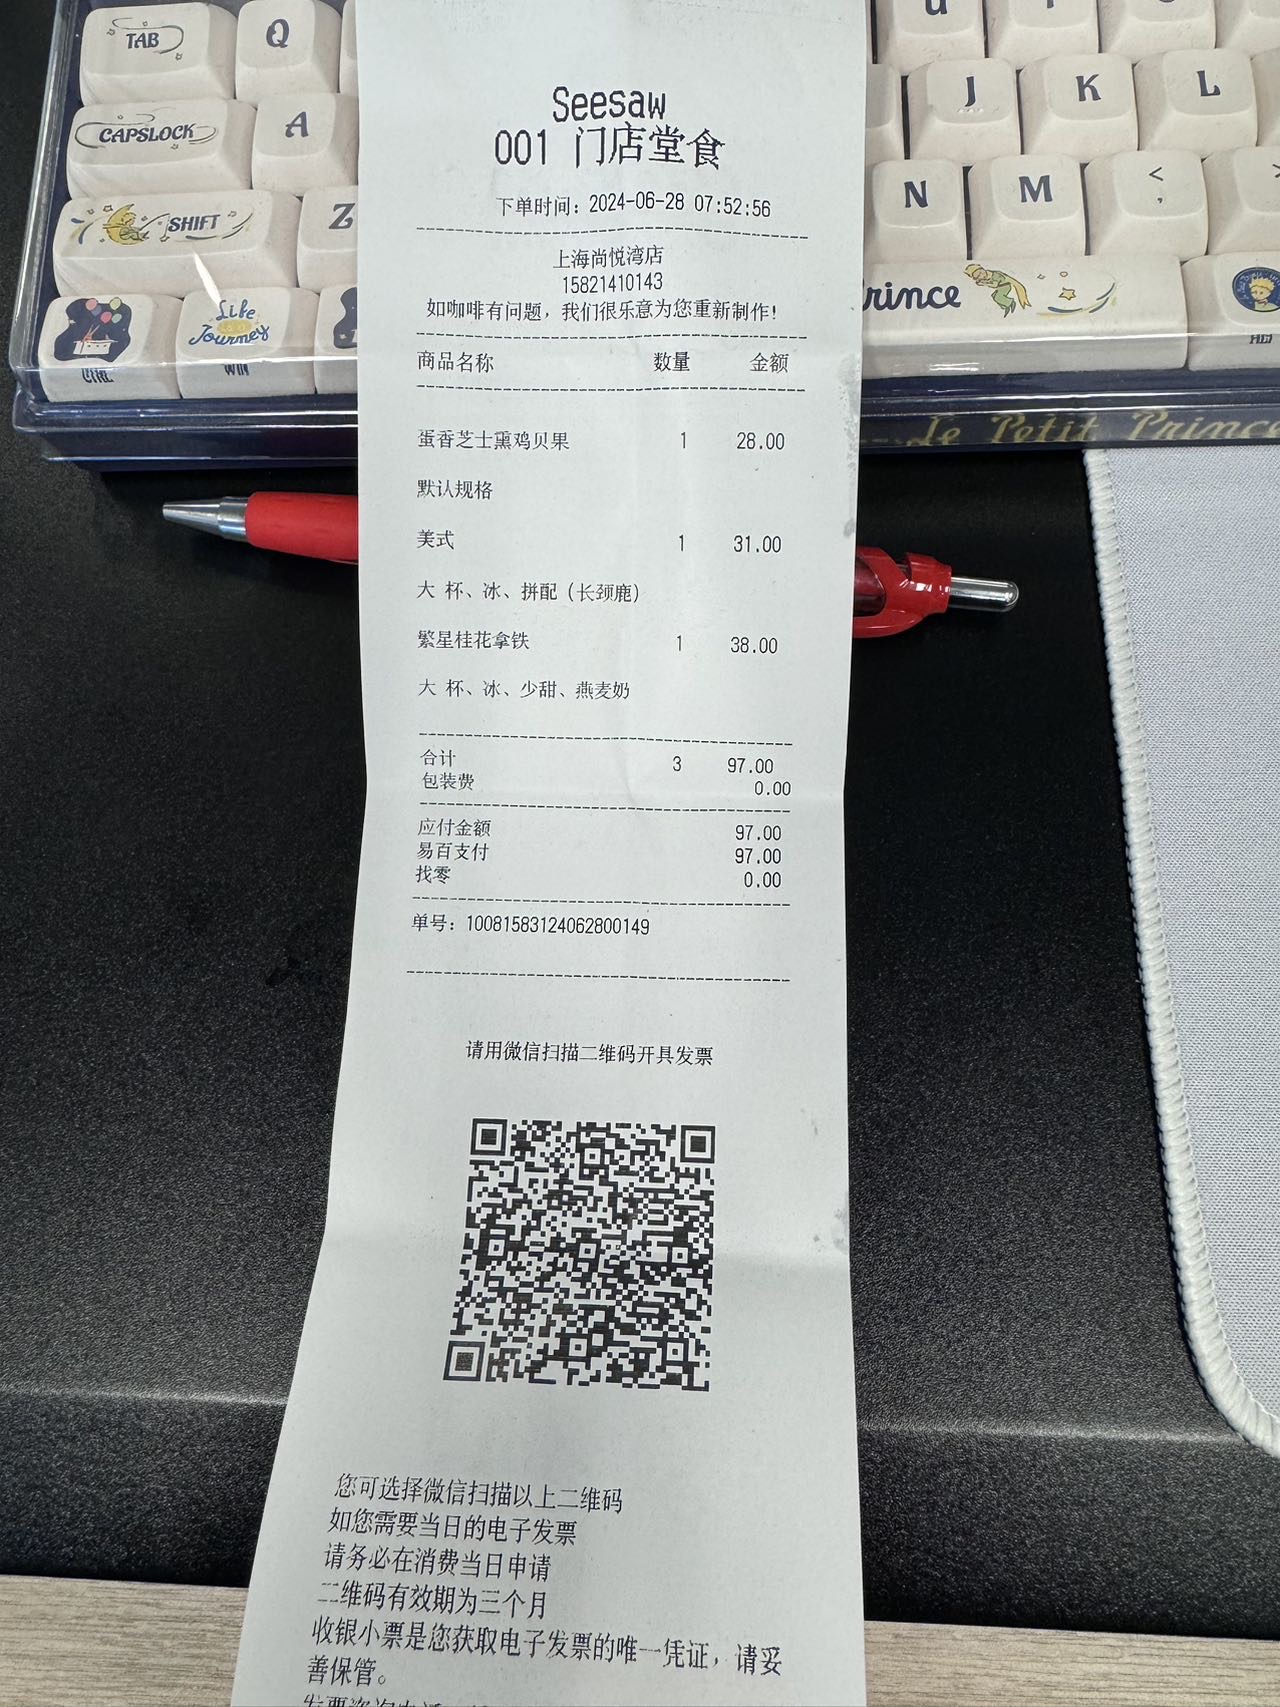 TAB
Q
CAPSLOCK
A
SHIFT
Z
Life
Journey
WIN
J
K
L
N
M
<
,
Prince
Le Petit Prince
Seesaw
001 门店堂食
下单时间：2024-06-28 07:52:56
上海尚悦湾店
15821410143
如咖啡有问题，我们很乐意为您重新制作！
商品名称 数量 金额
蛋香芝士熏鸡贝果 1 28.00
默认规格
美式 1 31.00
大 杯、冰、拼配（长颈鹿）
繁星桂花拿铁 1 38.00
大 杯、冰、少甜、燕麦奶
合计 3 97.00
包装费 0.00
应付金额 97.00
易百支付 97.00
找零 0.00
单号：10081583124062800149
请用微信扫描二维码开具发票
您可选择微信扫描以上二维码
如您需要当日的电子发票
请务必在消费当日申请
二维码有效期为三个月
收银小票是您获取电子发票的唯一凭证，请妥
善保管。